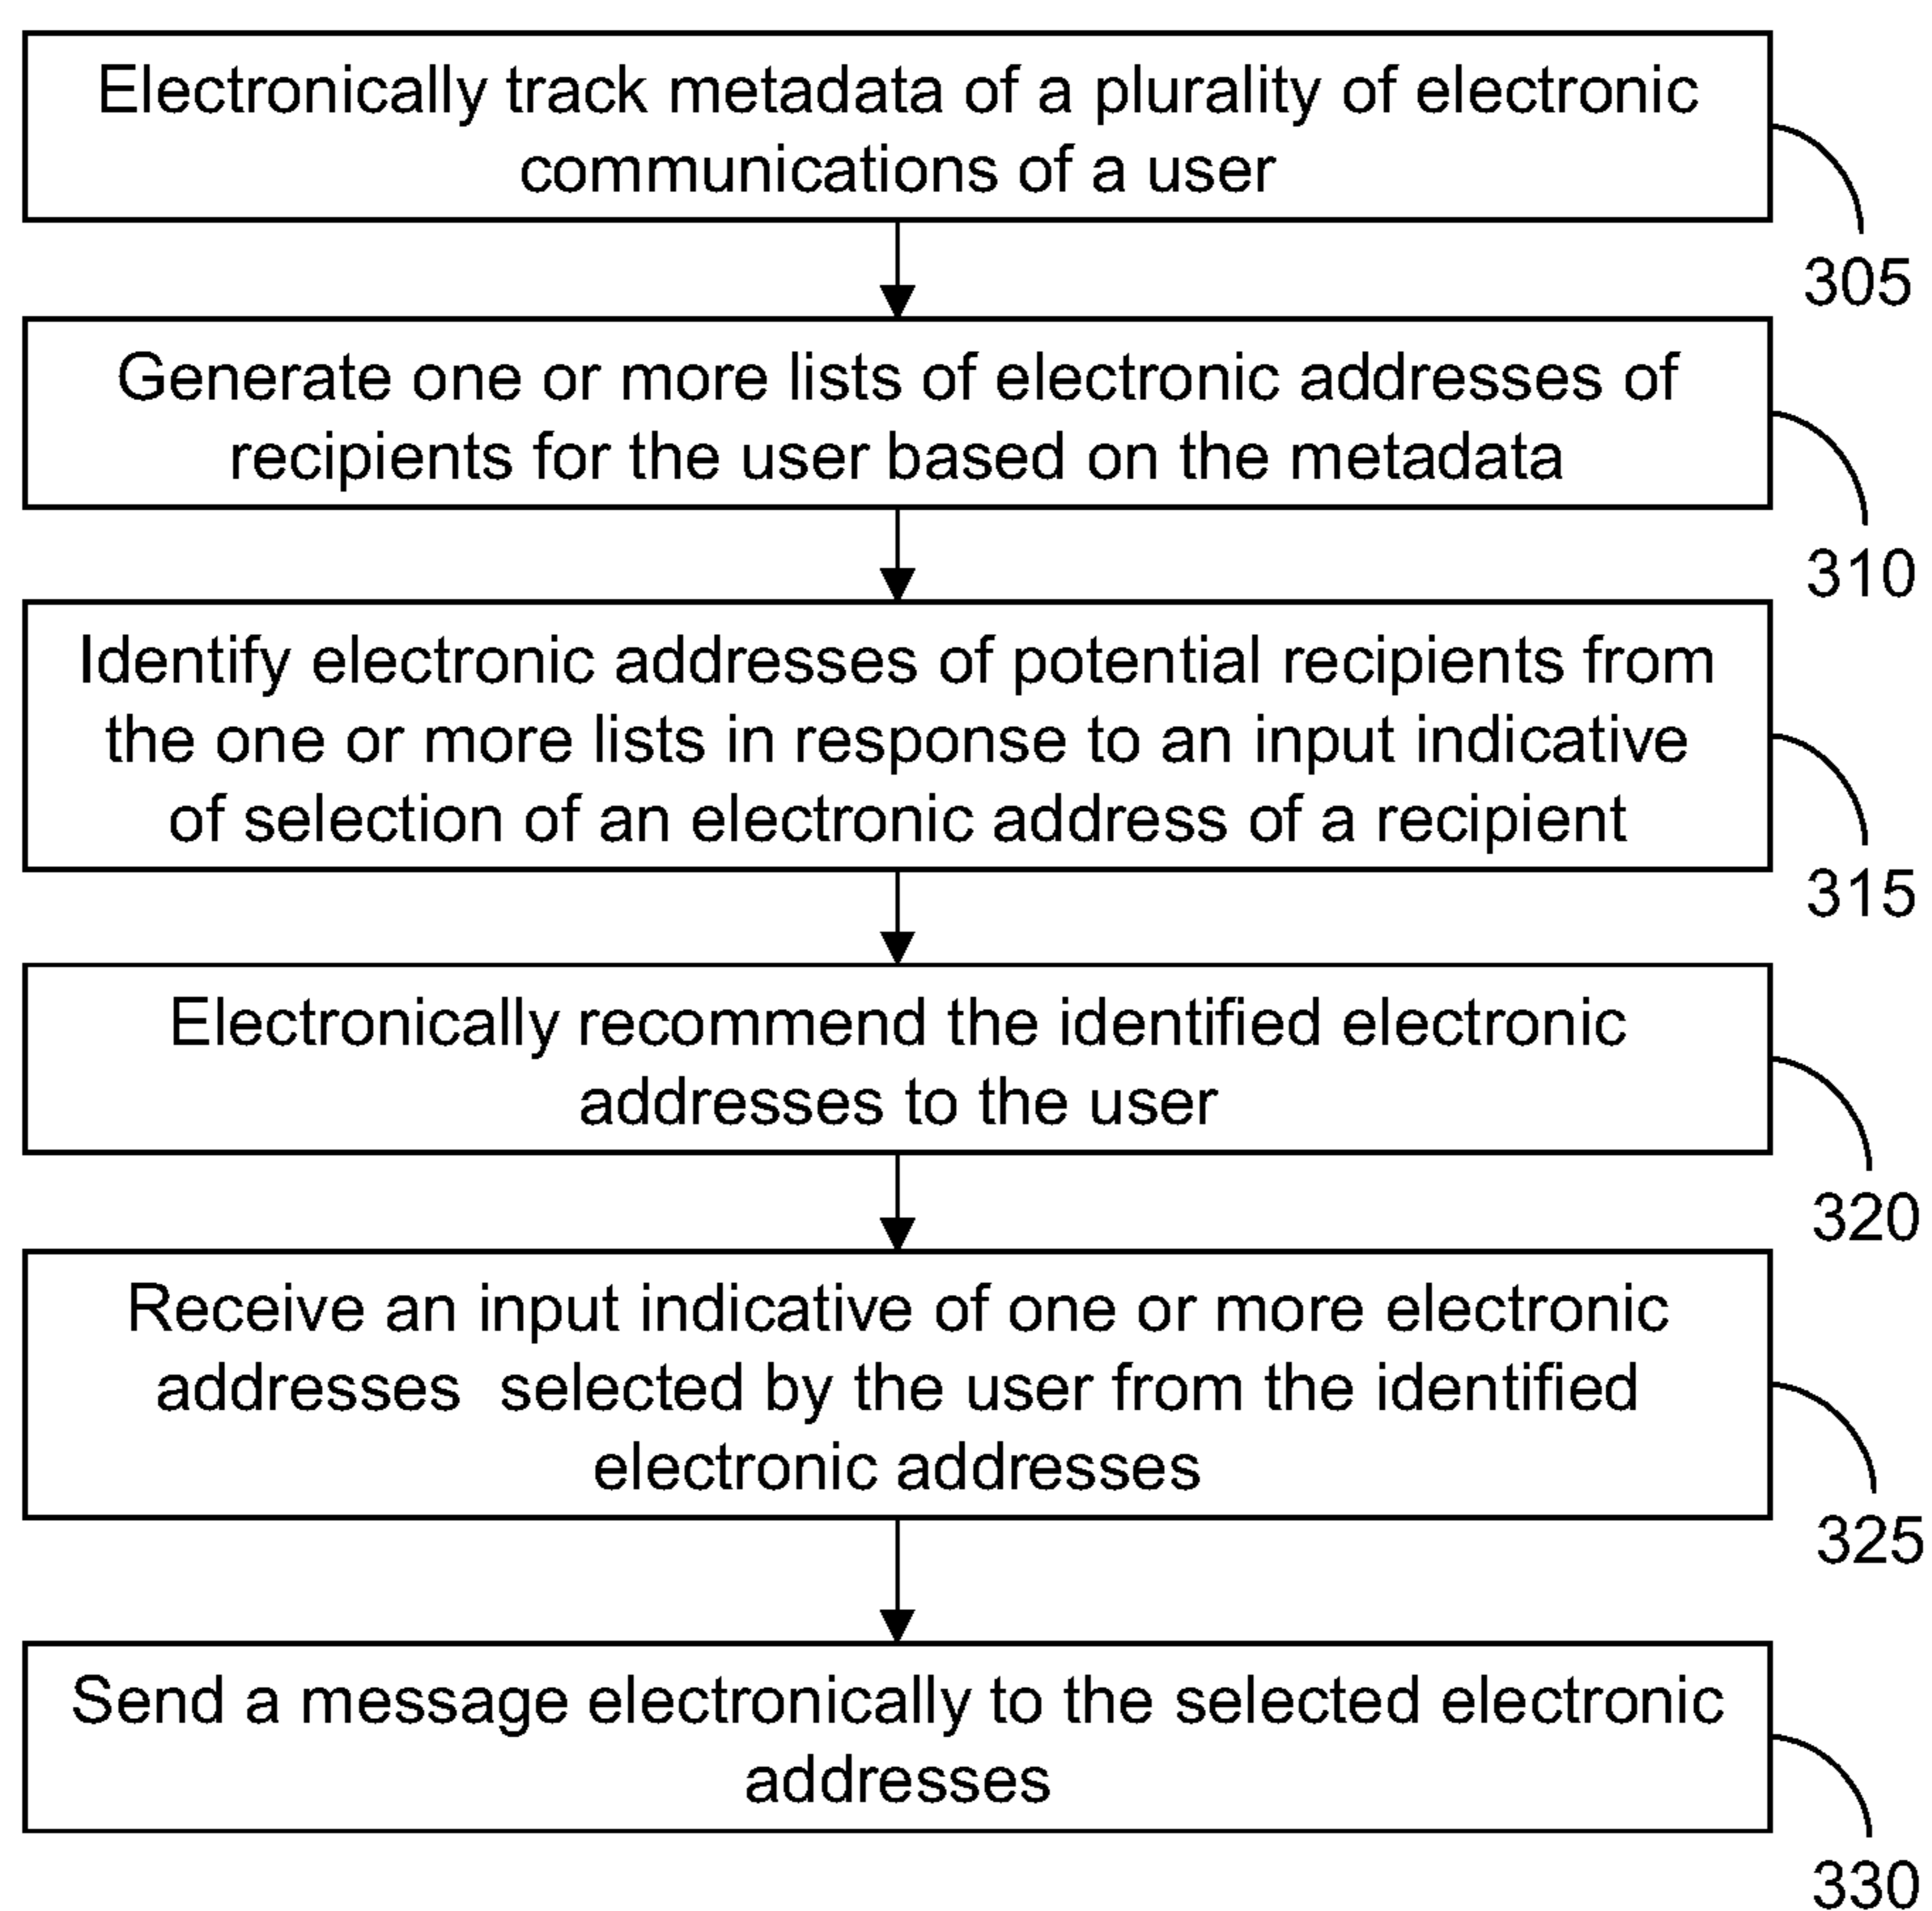 Electronically track metadata of a plurality of electronic
communications of a user
305
Generate one or more lists of electronic addresses of
recipients for the user based on the metadata
310
Identify electronic addresses of potential recipients from
the one or more lists in response to an input indicative
of selection of an electronic address of a recipient
315
Electronically recommend the identified electronic
addresses to the user
320
Receive an input indicative of one or more electronic
addresses  selected by the user from the identified
electronic addresses
325
Send a message electronically to the selected electronic
addresses
330